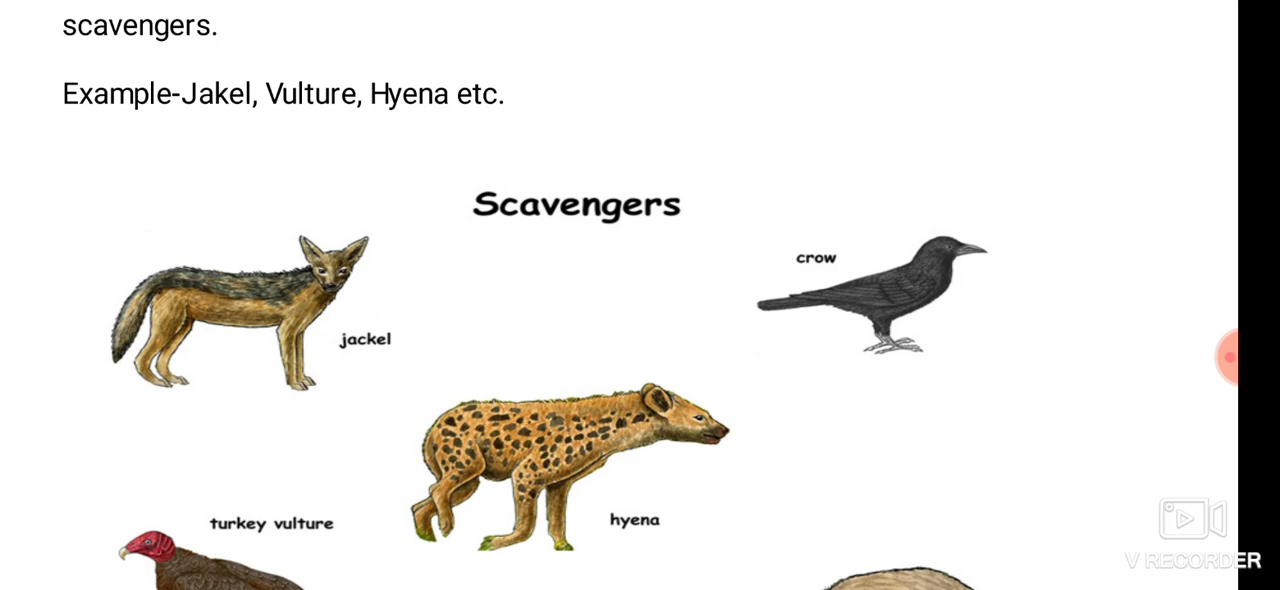 scavengers.
Example-Jakel, Vulture, Hyena etc.
Scavengers
crow
jackel
hyena
turkey vulture
V RECORDER